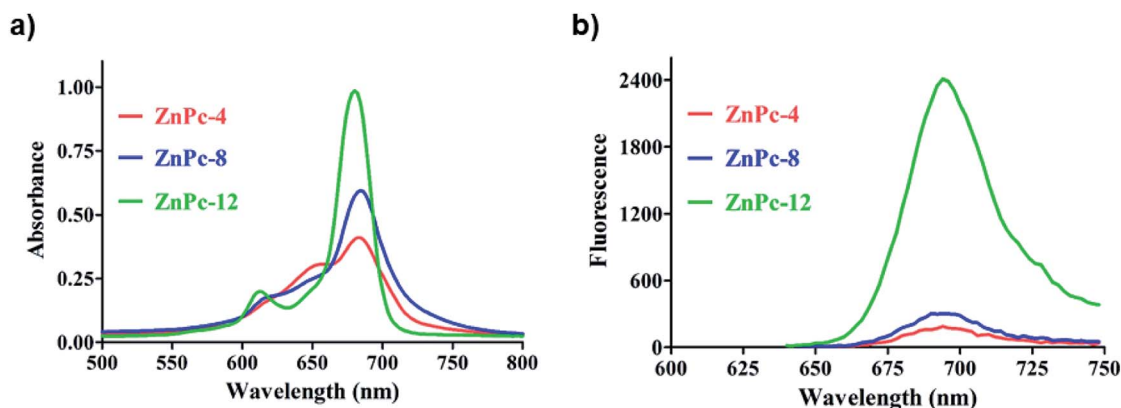 a)
Absorbance
1.00
0.75
0.50
0.25
0.00
ZnPc-4
ZnPc-8
ZnPc-12
500 550 600 650 700 750 800
Wavelength (nm)
b)
Fluorescence
2400
1800
1200
600
0
ZnPc-4
ZnPc-8
ZnPc-12
600 625 650 675 700 725 750
Wavelength (nm)